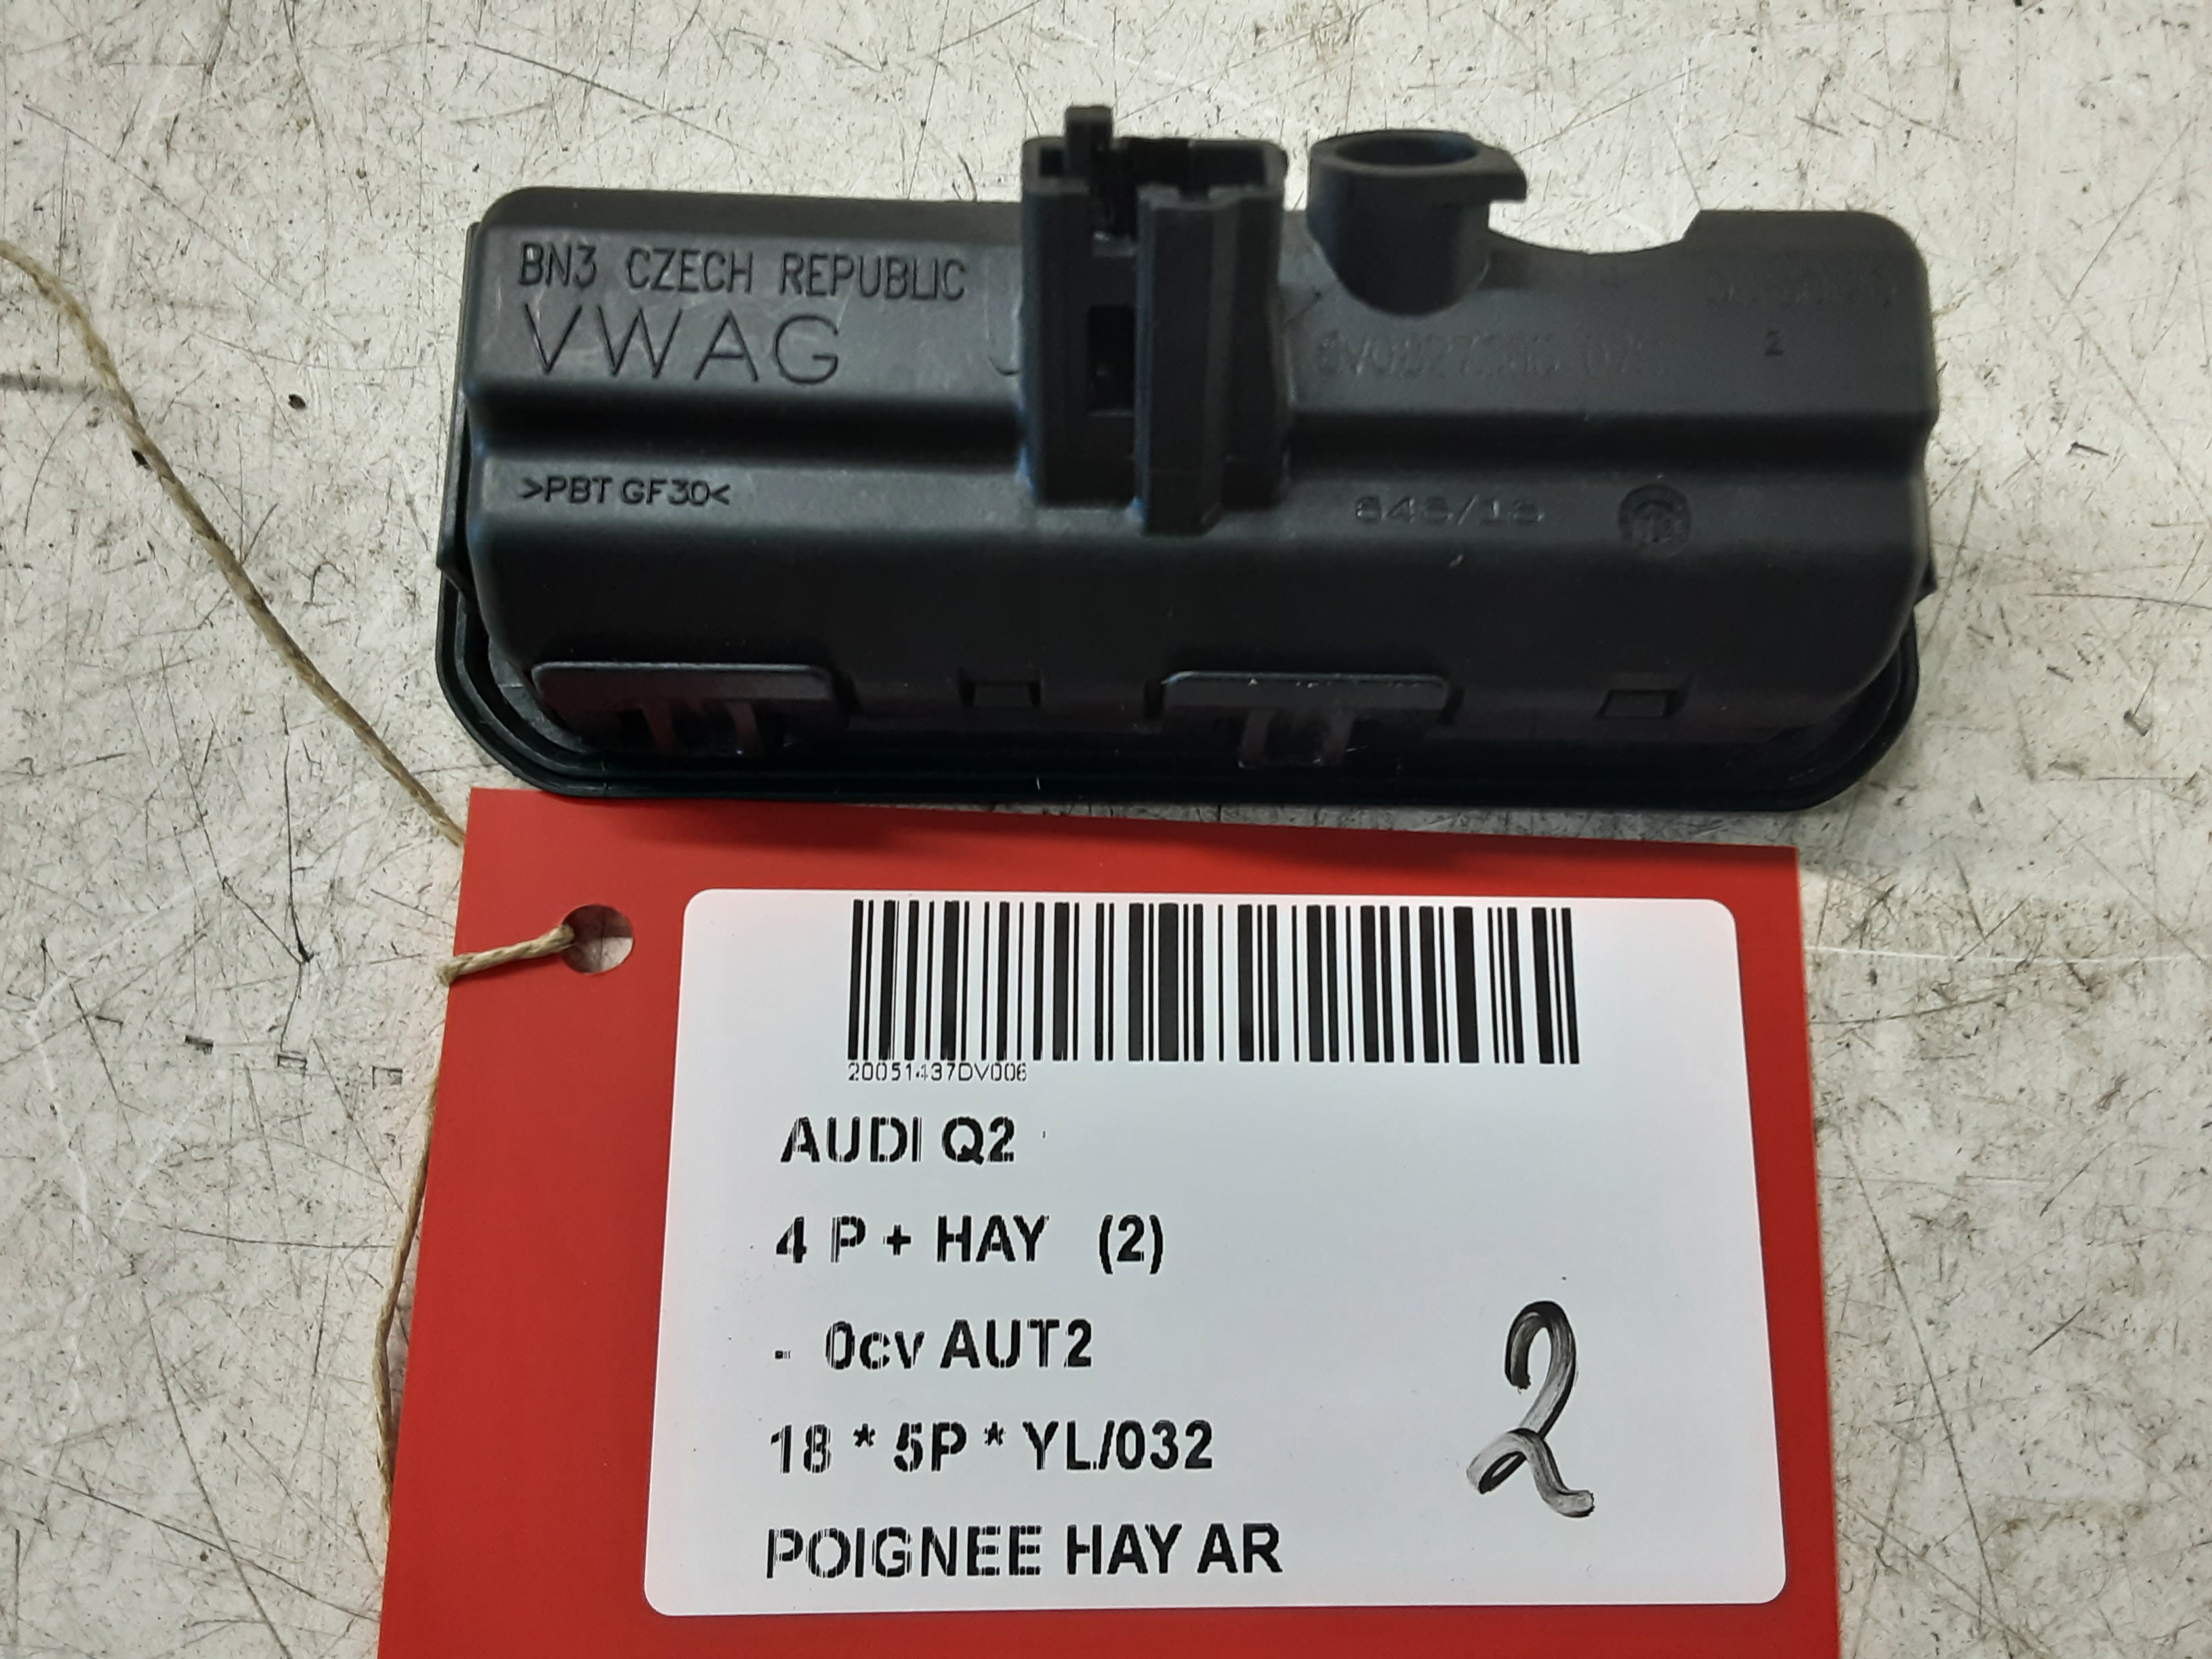 BN3 CZECH REPUBLIC
VWAG
2
>PBT GF30<
20051437DV006
AUDI Q2
4 P + HAY (2)
- 0cv AUT2
18 * 5P * YL/032
POIGNEE HAY AR
2